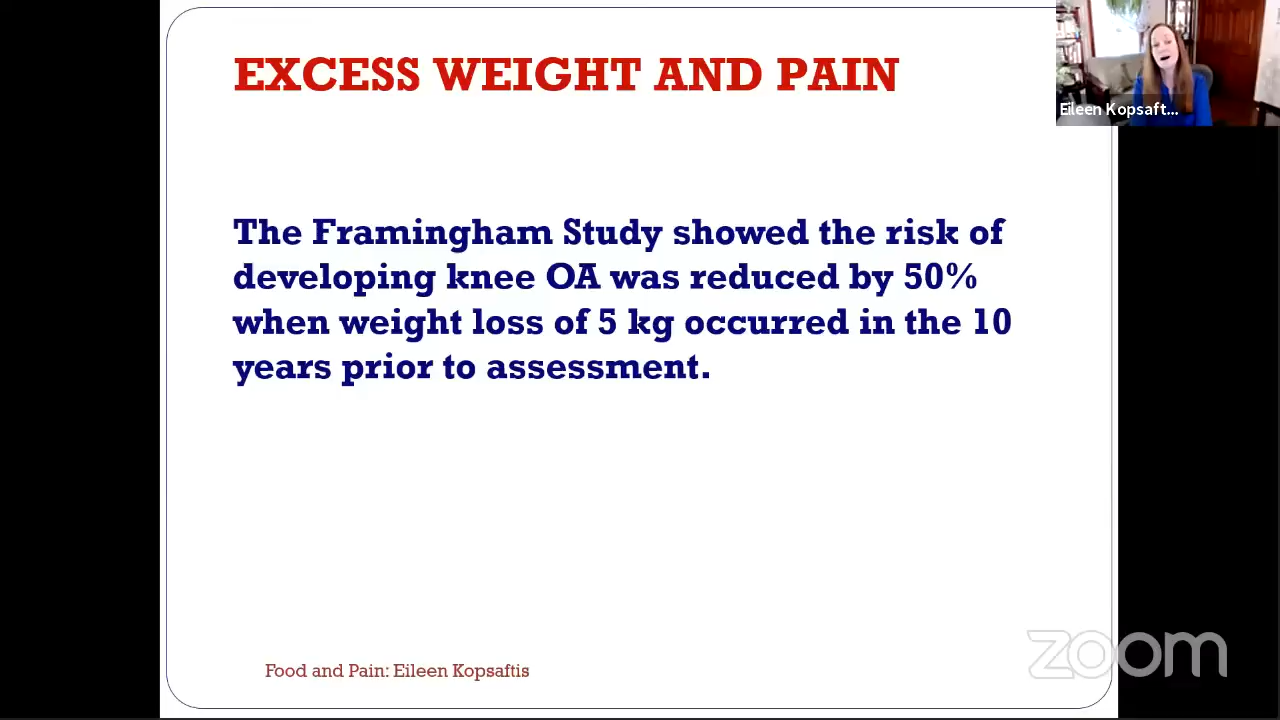 EXCESS WEIGHT AND PAIN
Eileen Kopsaft...
The Framingham Study showed the risk of
developing knee OA was reduced by 50%
when weight loss of 5 kg occurred in the 10
years prior to assessment.
Food and Pain: Eileen Kopsaftis
zoom